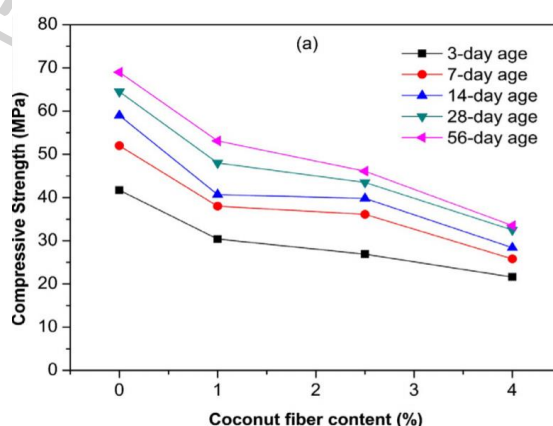 (a)
3-day age
7-day age
14-day age
28-day age
56-day age
Compressive Strength (MPa)
80
70
60
50
40
30
20
10
0
0 1 2 3 4
Coconut fiber content (%)